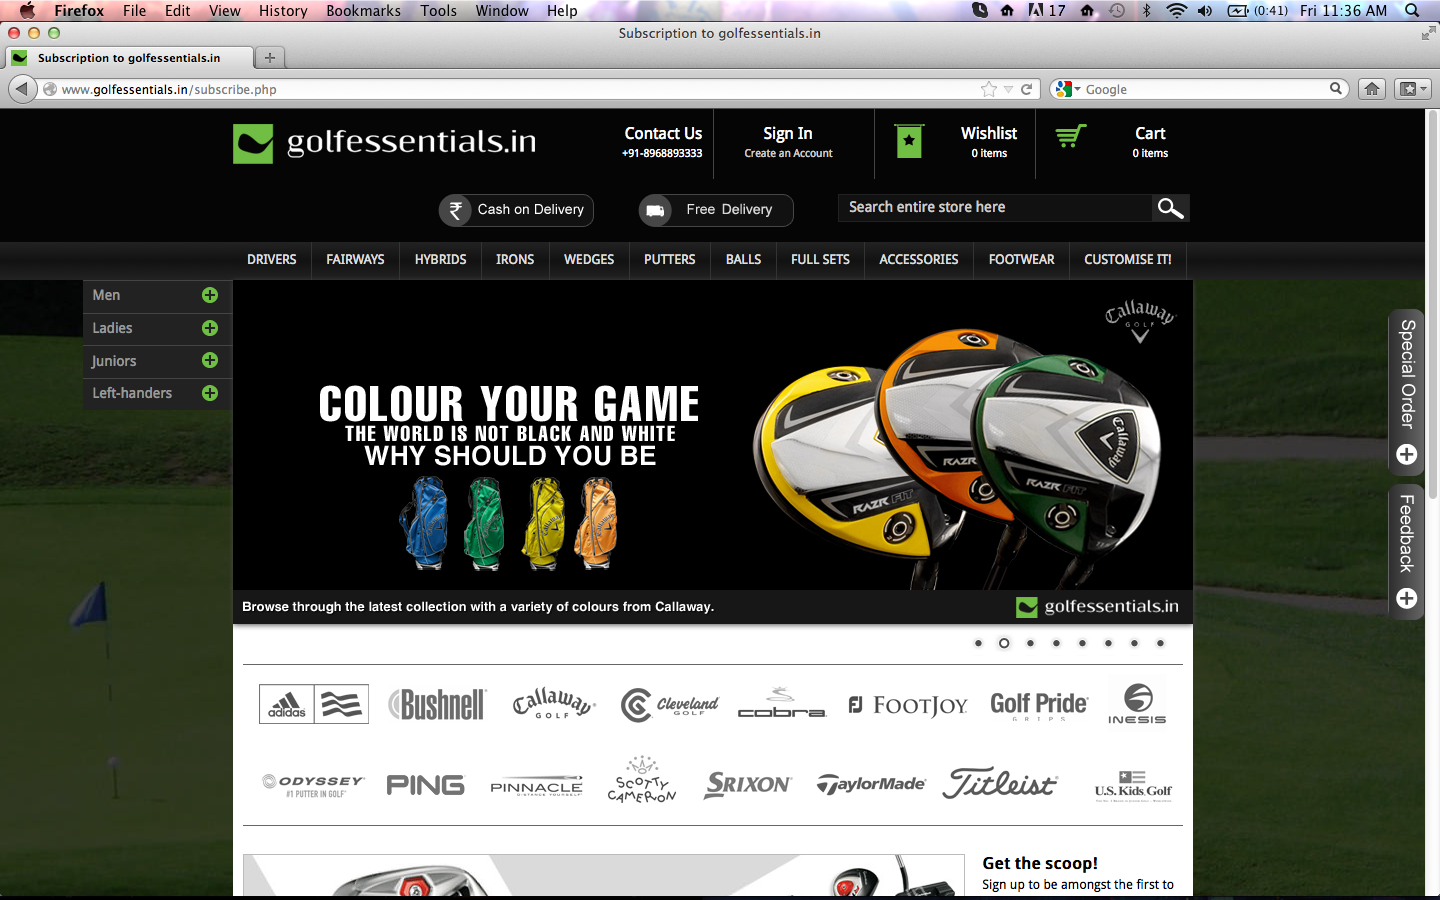 Firefox File Edit View History Bookmarks Tools Window Help 17 (0:41) Fri 11:36 AM
Subscription to golfessentials.in
Subscription to golfessentials.in
www.golfessentials.in/subscribe.php
Google
golfessentials.in
Contact Us
+91-8968893333
Sign In
Create an Account
Wishlist
0 items
Cart
0 items
₹ Cash on Delivery
Free Delivery
Search entire store here
DRIVERS FAIRWAYS HYBRIDS IRONS WEDGES PUTTERS BALLS FULL SETS ACCESSORIES FOOTWEAR CUSTOMISE IT!
Men
Ladies
Juniors
Left-handers
Callaway
GOLF
COLOUR YOUR GAME
THE WORLD IS NOT BLACK AND WHITE
WHY SHOULD YOU BE
Callaway
RAZR FIT
RAZR
RAZR FIT
Special Order
Feedback
Browse through the latest collection with a variety of colours from Callaway.
golfessentials.in
adidas
Bushnell
Callaway
GOLF
Cleveland
GOLF
cobra
FJ FOOTJOY
Golf Pride
GRIPS
INESIS
ODYSSEY
#1 PUTTER IN GOLF
PING
PINNACLE
DISTANCE YOURSELF
SCOTTY
CAMERON
SRIXON
TaylorMade
Titleist
U.S. Kids Golf
Get the scoop!
Sign up to be amongst the first to